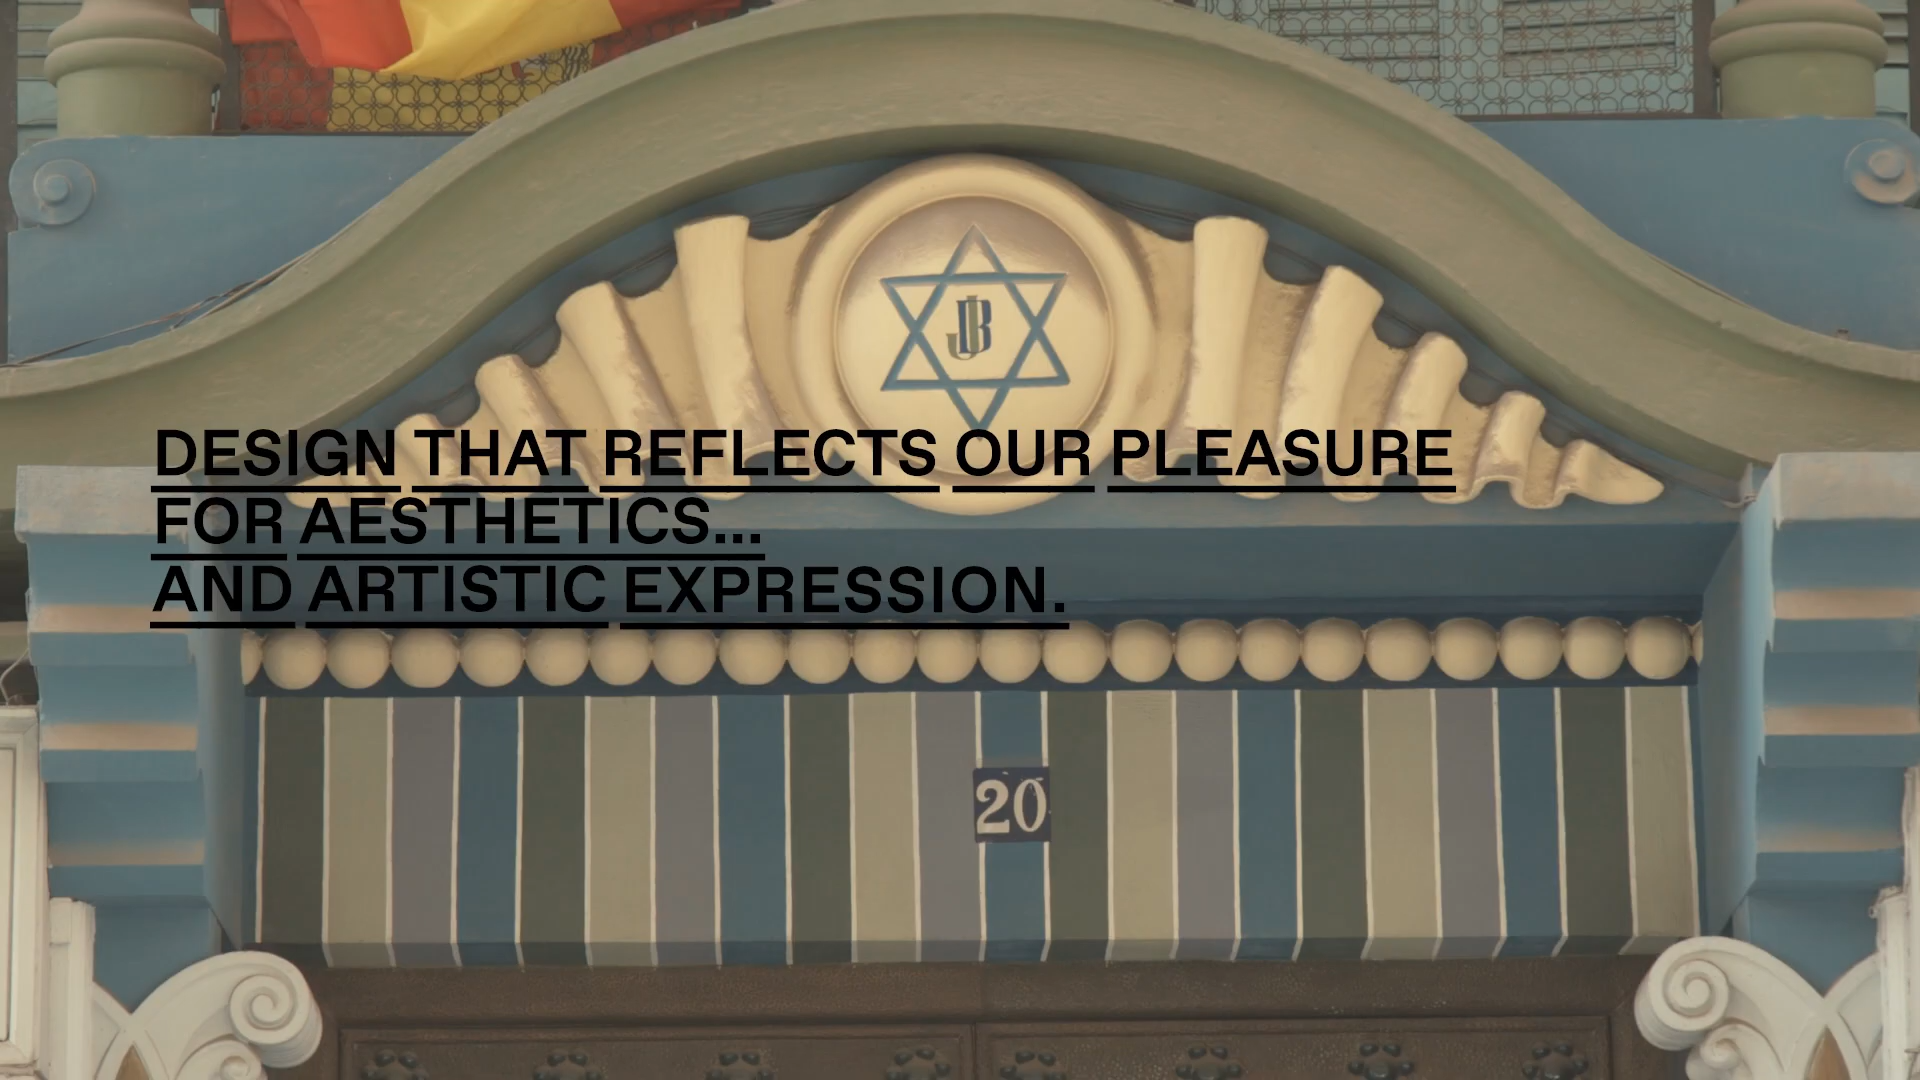 JB
DESIGN THAT REFLECTS OUR PLEASURE
FOR AESTHETICS...
AND ARTISTIC EXPRESSION.
20